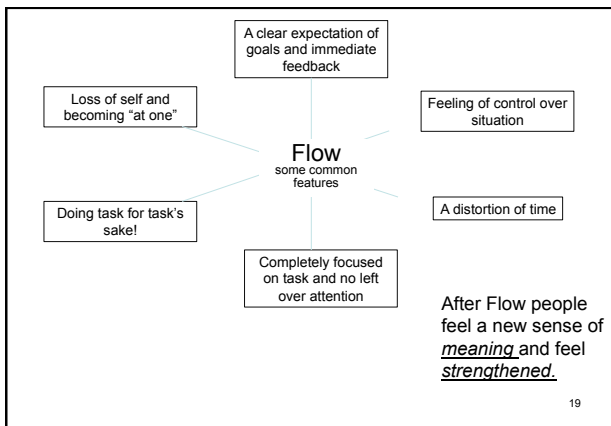 A clear expectation of
goals and immediate
feedback
Loss of self and
becoming “at one”
Feeling of control over
situation
Flow
some common
features
Doing task for task’s
sake!
A distortion of time
Completely focused
on task and no left
over attention
After Flow people
feel a new sense of
meaning and feel
strengthened.
19